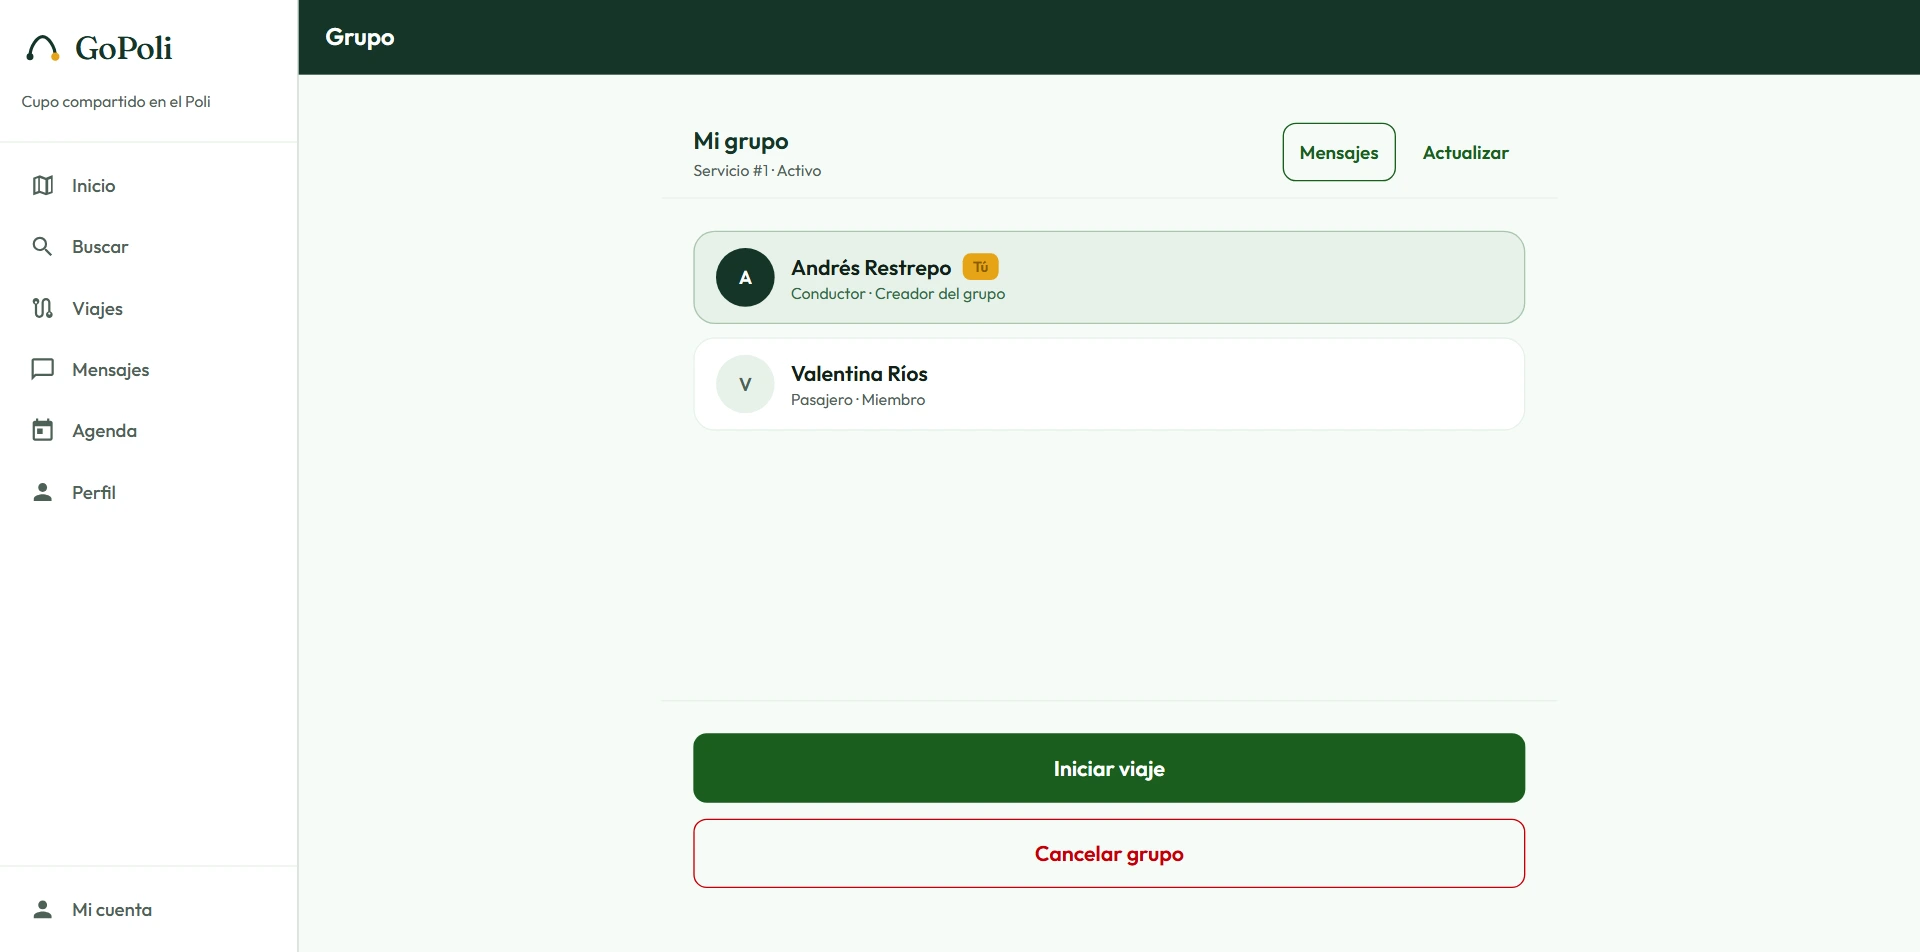 GoPoli
Cupo compartido en el Poli
Inicio
Buscar
Viajes
Mensajes
Agenda
Perfil
Mi cuenta
Grupo
Mi grupo
Servicio #1 · Activo
Mensajes
Actualizar
A
Andrés Restrepo Tú
Conductor · Creador del grupo
V
Valentina Ríos
Pasajero · Miembro
Iniciar viaje
Cancelar grupo